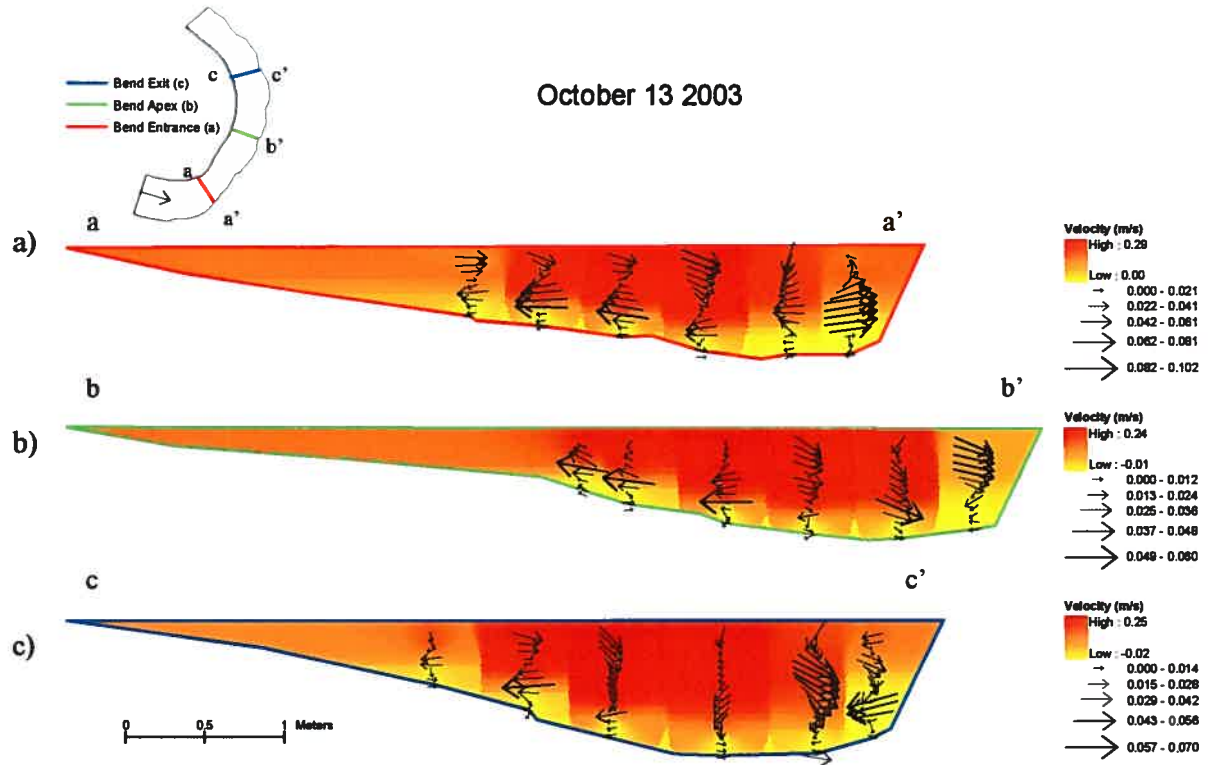 October 13 2003
Bend Exit (c)
Bend Apex (b)
Bend Entrance (a)
c
c'
b'
a
a'
a)
a
a'
Velocity (m/s)
High : 0.29
Low : 0.00
0.000 - 0.021
0.022 - 0.041
0.042 - 0.061
0.062 - 0.081
0.082 - 0.102
b)
b
b'
Velocity (m/s)
High : 0.24
Low : -0.01
0.000 - 0.012
0.013 - 0.024
0.025 - 0.036
0.037 - 0.048
0.049 - 0.060
c)
c
c'
Velocity (m/s)
High : 0.25
Low : -0.02
0.000 - 0.014
0.015 - 0.028
0.029 - 0.042
0.043 - 0.056
0.057 - 0.070
0 0.5 1 Meters